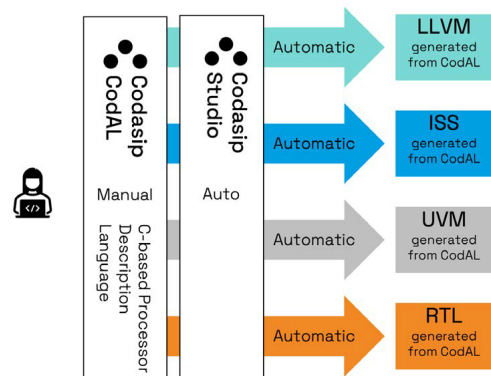 Codasip
CodAL
Manual
C-based Processor
Description
Language
Codasip
Studio
Auto
Automatic
LLVM
generated
from CodAL
Automatic
ISS
generated
from CodAL
Automatic
UVM
generated
from CodAL
Automatic
RTL
generated
from CodAL